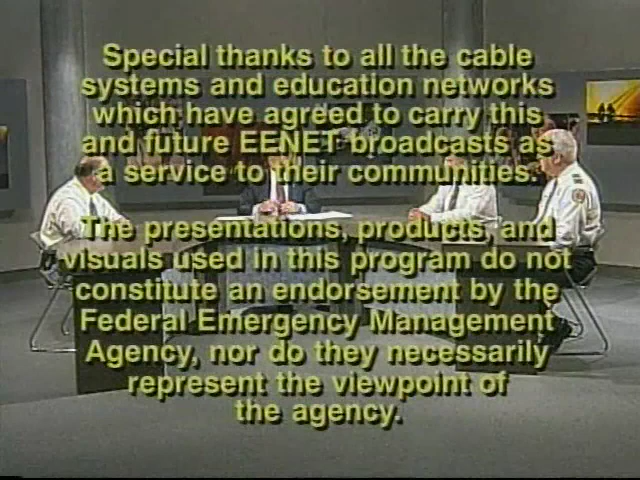 Special thanks to all the cable
systems and education networks
which have agreed to carry this
and future EENET broadcasts as
a service to their communities.
The presentations, products, and
visuals used in this program do not
constitute an endorsement by the
Federal Emergency Management
Agency, nor do they necessarily
represent the viewpoint of
the agency.